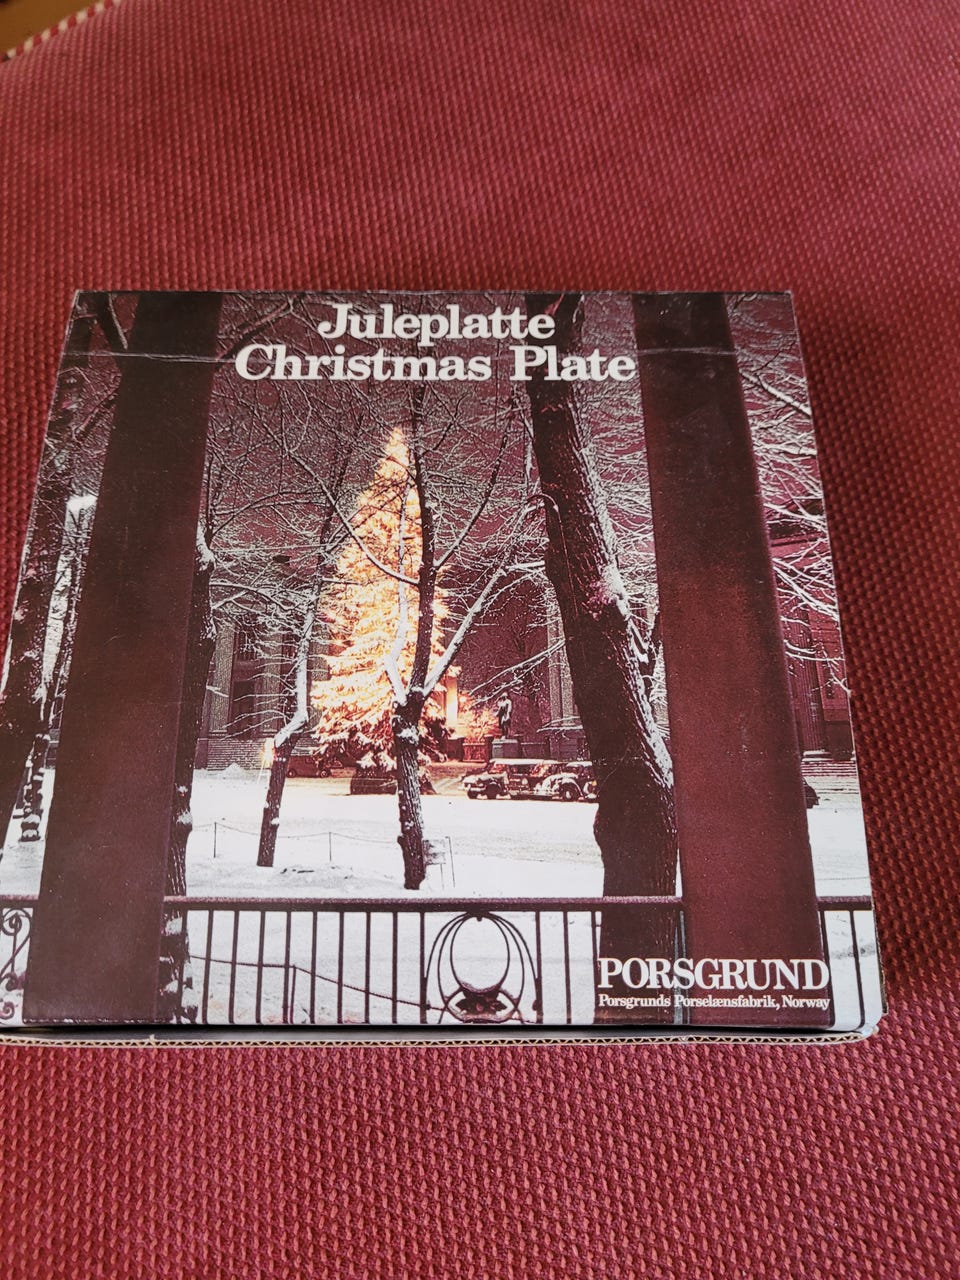 Juleplatte
Christmas Plate
PORSGRUND
Porsgrunds Porselænsfabrik, Norway